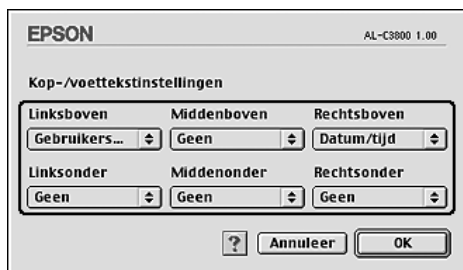 EPSON AL-C3800 1.00
Kop-/voettekstinstellingen
Linksboven Middenboven Rechtsboven
Gebruikers... Geen Datum/tijd
Linksonder Middenonder Rechtsonder
Geen Geen Geen
? Annuleer OK